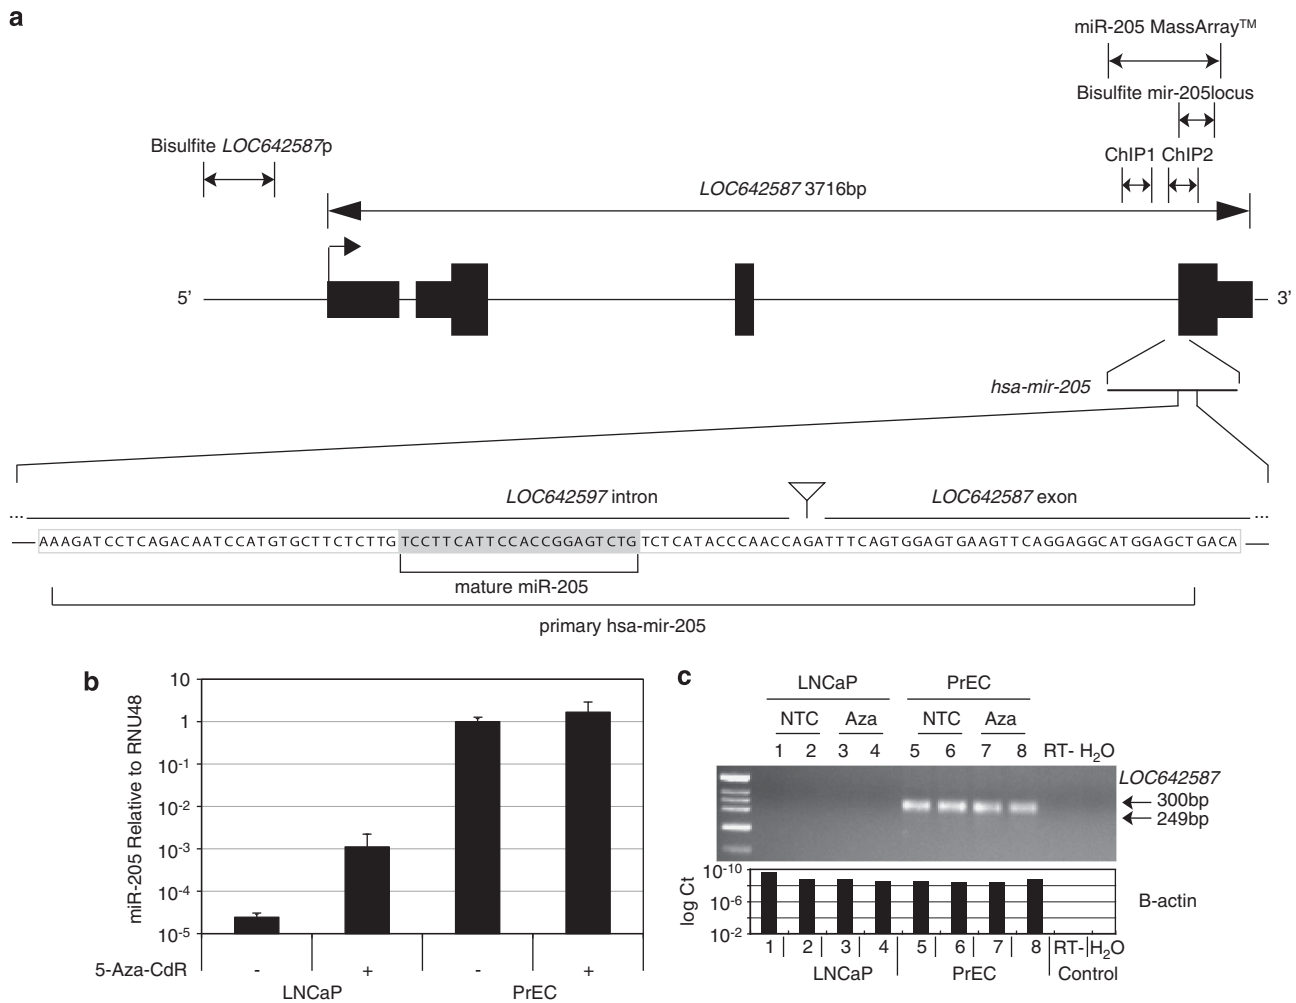 a
miR-205 MassArray™
Bisulfite mir-205locus
ChIP1 ChIP2
Bisulfite LOC642587p
LOC642587 3716bp
5’ 3’
hsa-mir-205
LOC642597 intron LOC642587 exon
... ...
AAAGATCCTCAGACAATCCATGTGCTTCTCTTGTCCTTCATTCCACCGGAGTCTGTCTCATACCCAACCAGATTTCAGTGGAGTGAAGTTCAGGAGGCATGGAGCTGACA
mature miR-205
primary hsa-mir-205
b
miR-205 Relative to RNU48
10
1
10-1
10-2
10-3
10-4
10-5
5-Aza-CdR - + - +
LNCaP PrEC
c
LNCaP PrEC
NTC Aza NTC Aza
1 2 3 4 5 6 7 8 RT- H2O
LOC642587
300bp
249bp
log Ct
10-10
10-6
10-2
B-actin
1 2 3 4 5 6 7 8 RT- H2O
LNCaP PrEC Control